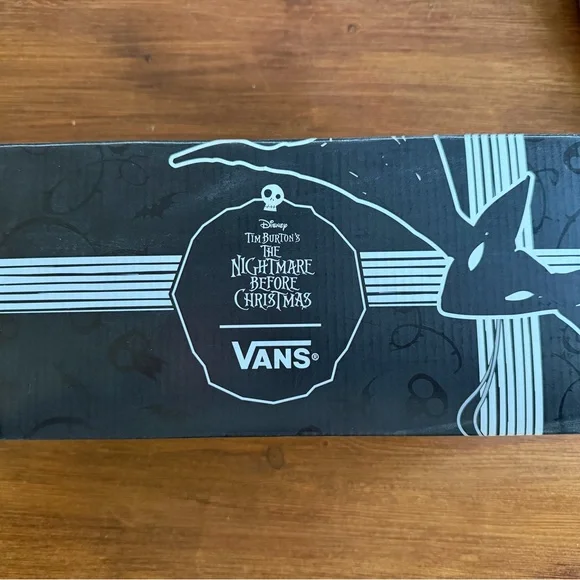 Disney
TIM BURTON'S
THE
NIGHTMARE
BEFORE
CHRISTMAS
VANS®